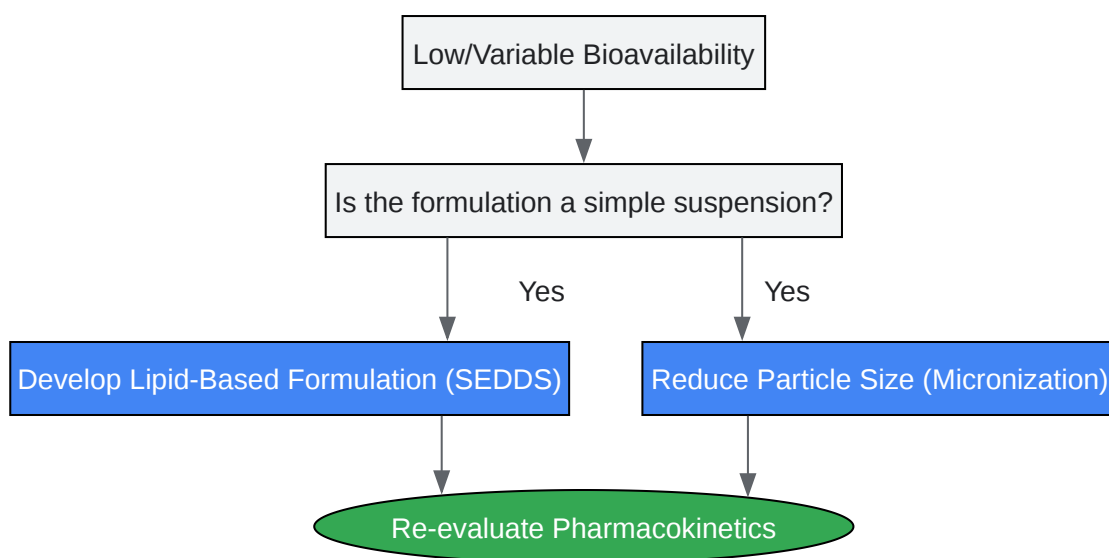 Low/Variable Bioavailability
Is the formulation a simple suspension?
Yes
Yes
Develop Lipid-Based Formulation (SEDDS)
Reduce Particle Size (Micronization)
Re-evaluate Pharmacokinetics